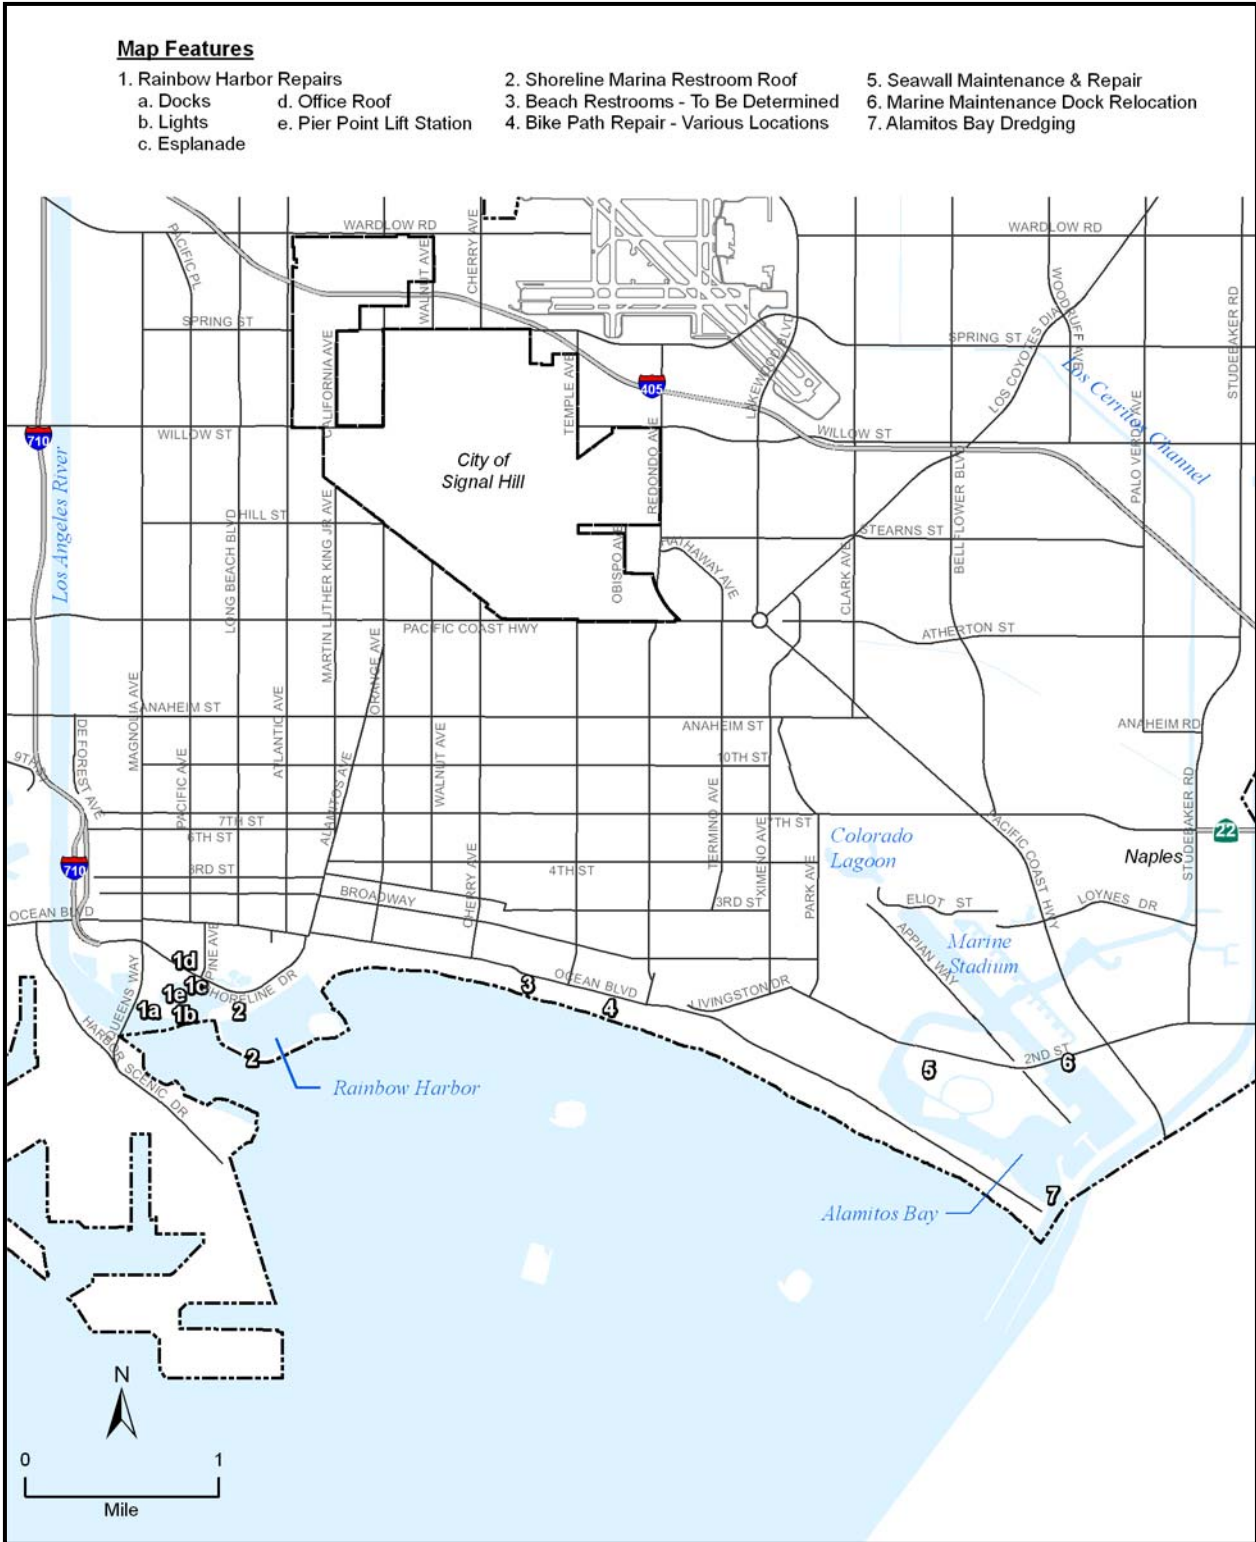 Map Features
1. Rainbow Harbor Repairs
a. Docks
b. Lights
c. Esplanade
d. Office Roof
e. Pier Point Lift Station
2. Shoreline Marina Restroom Roof
3. Beach Restrooms - To Be Determined
4. Bike Path Repair - Various Locations
5. Seawall Maintenance & Repair
6. Marine Maintenance Dock Relocation
7. Alamitos Bay Dredging
WARDLOW RD
WARDLOW RD
PACIFIC PL
WALNUT AVE
CHERRY AVE
SPRING ST
SPRING ST
CALIFORNIA AVE
TEMPLE AVE
LAKEWOOD BLVD
LOS COYOTES DIA
WOODRUFF AVE
STUDEBAKER RD
Los Cerritos Channel
405
710
WILLOW ST
WILLOW ST
City of
Signal Hill
REDONDO AVE
PALO VERDE AVE
Los Angeles River
LONG BEACH BLVD
HILL ST
MARTIN LUTHER KING JR AVE
OBISPO AVE
HATHAWAY AVE
CLARK AVE
STEARNS ST
BELLFLOWER BLVD
PACIFIC COAST HWY
ATHERTON ST
ORANGE AVE
MAGNOLIA AVE
ANAHEIM ST
ATLANTIC AVE
ANAHEIM ST
ANAHEIM RD
10TH ST
9TH ST
DE FOREST AVE
PACIFIC AVE
ALAMITOS AVE
WALNUT AVE
TERMINO AVE
XIMENO AVE
7TH ST
7TH ST
6TH ST
3RD ST
4TH ST
PARK AVE
Colorado
Lagoon
PACIFIC COAST HWY
22
Naples
STUDEBAKER RD
710
BROADWAY
CHERRY AVE
3RD ST
ELIOT ST
LOYNES DR
OCEAN BLVD
APPIAN WAY
Marine
Stadium
PINE AVE
QUEENS WAY
SHORELINE DR
1d
1c
1e
1a
1b
2
2
3
OCEAN BLVD
4
LIVINGSTON DR
HARBOR SCENIC DR
Rainbow Harbor
5
2ND ST
6
7
Alamitos Bay
N
0
1
Mile